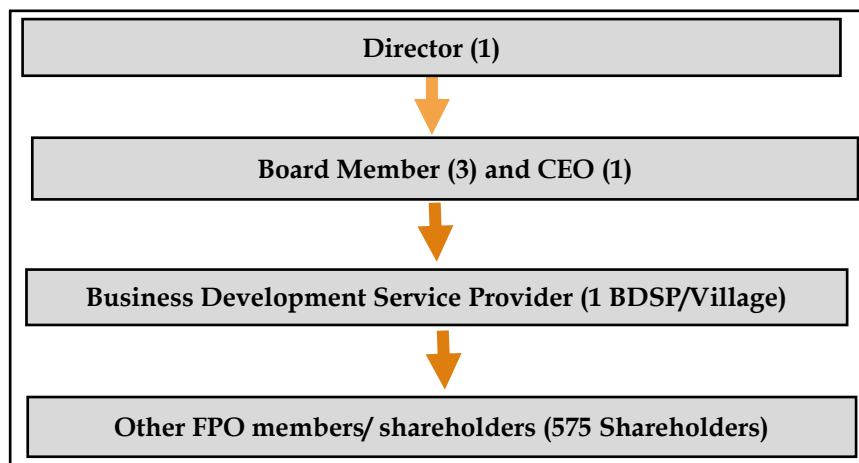 Director (1)
Board Member (3) and CEO (1)
Business Development Service Provider (1 BDSP/Village)
Other FPO members/ shareholders (575 Shareholders)